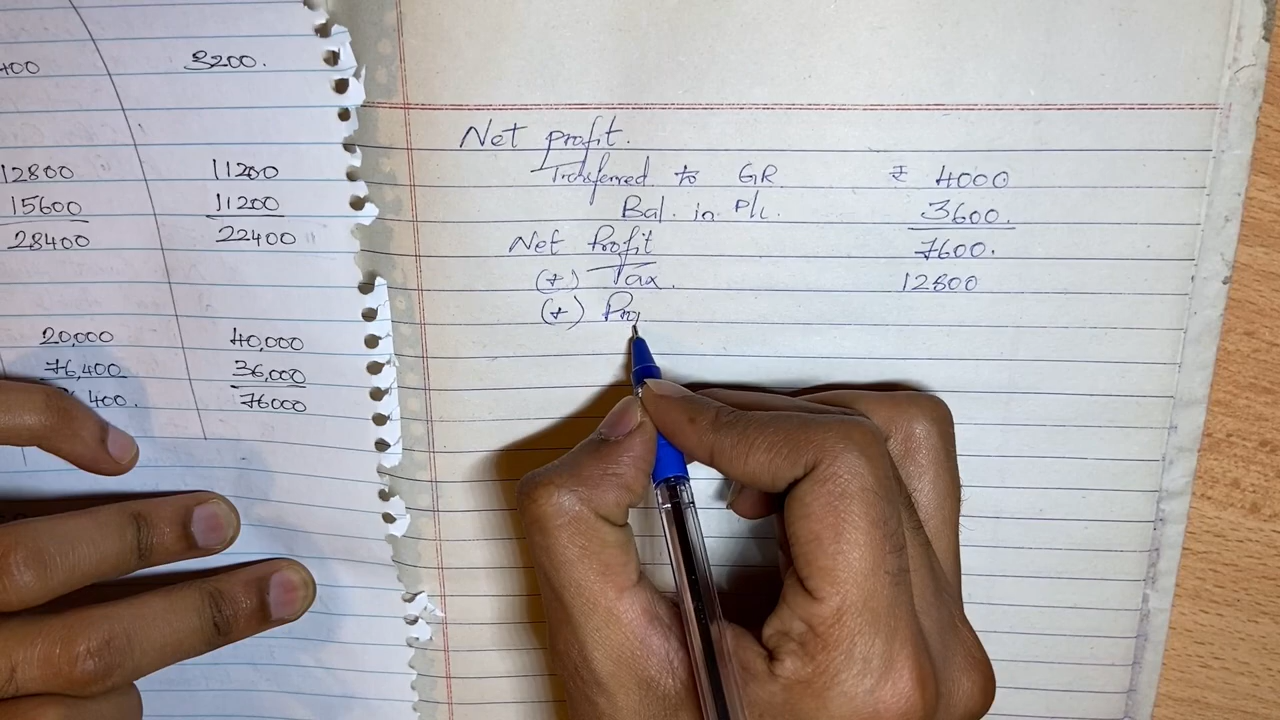 400 3200.
12800 11200
15600 11200
28400 22400
20,000 40,000
76,400 36,000
400. 76000
Net profit.
Transferred to GR ₹ 4000
Bal. in P/L. 3600.
Net Profit 7600.
(+) Tax. 12800
(+) Pro